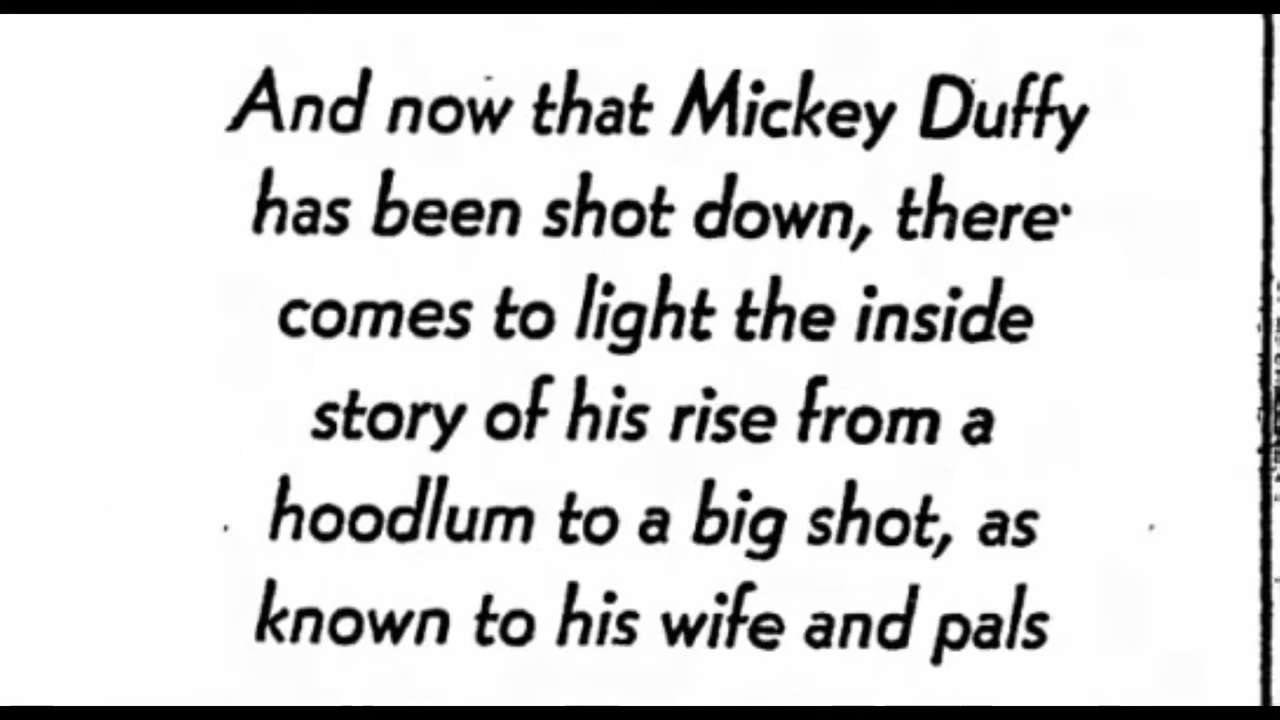 And now that Mickey Duffy
has been shot down, there
comes to light the inside
story of his rise from a
hoodlum to a big shot, as
known to his wife and pals